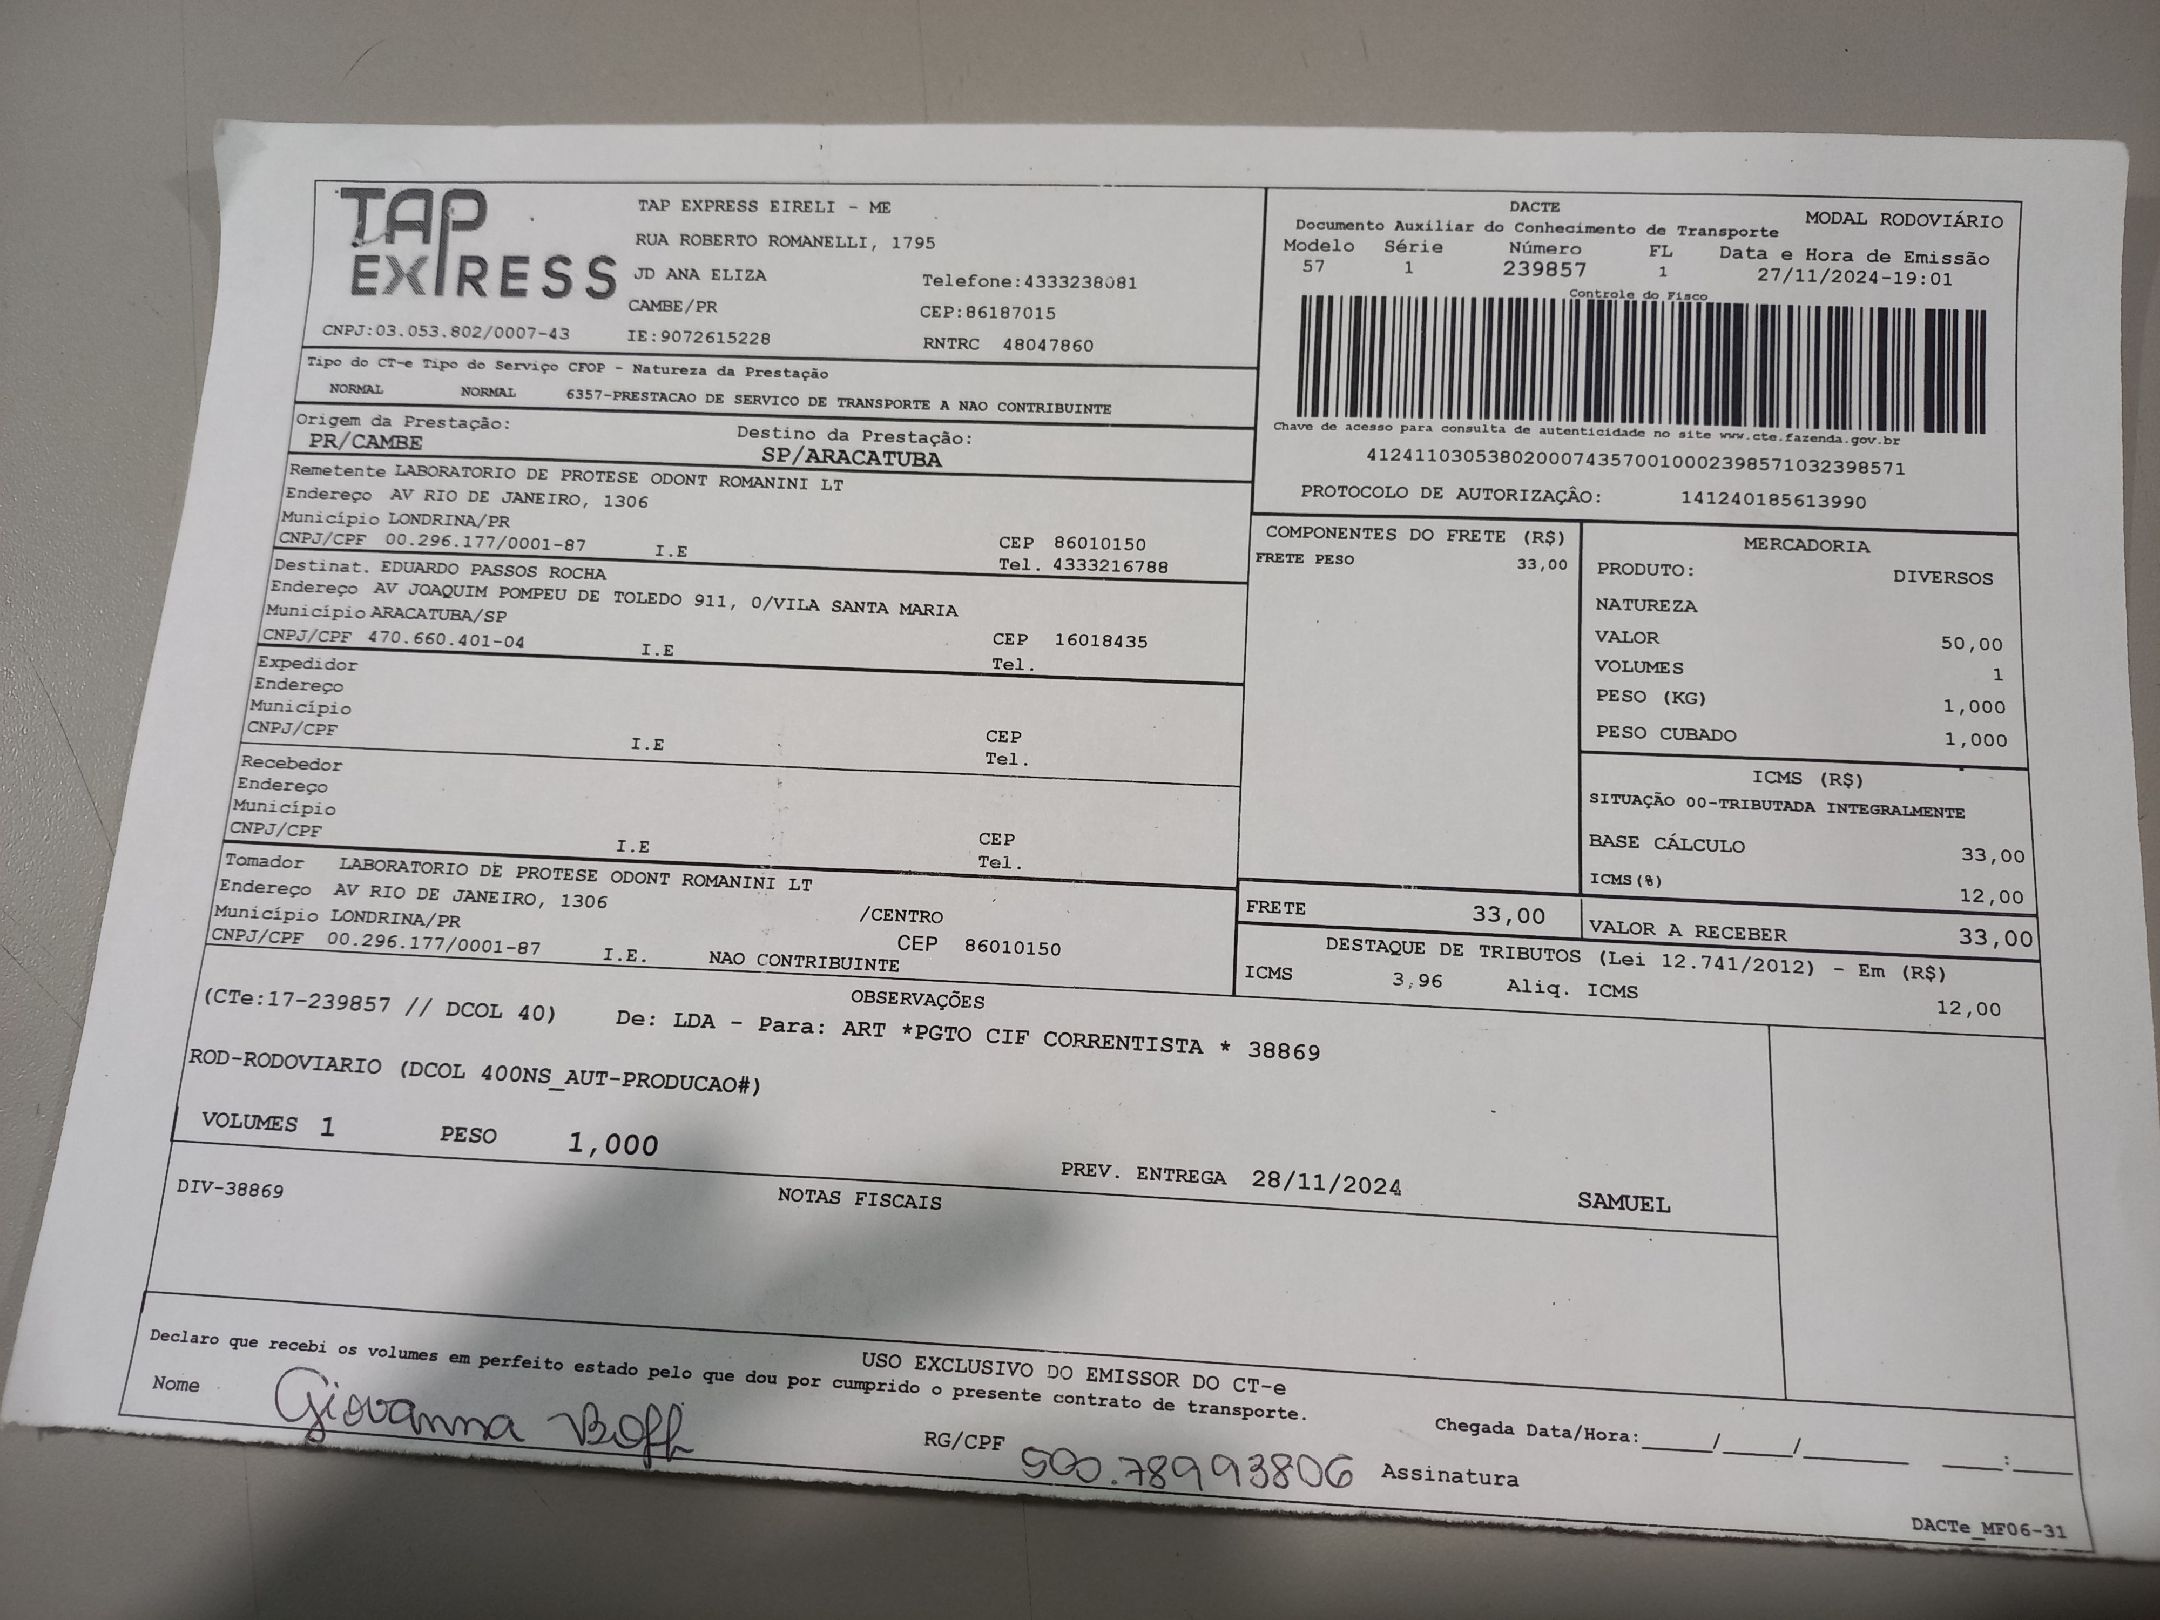 TAP
EXPRESS
CNPJ:03.053.802/0007-43
TAP EXPRESS EIRELI - ME
RUA ROBERTO ROMANELLI, 1795
JD ANA ELIZA
CAMBE/PR
IE:9072615228
Telefone:4333238081
CEP:86187015
RNTRC 48047860
DACTE
MODAL RODOVIÁRIO
Documento Auxiliar do Conhecimento de Transporte
Modelo Série Número FL Data e Hora de Emissão
57 1 239857 1 27/11/2024-19:01
Controle do Fisco
Chave de acesso para consulta de autenticidade no site www.cte.fazenda.gov.br
41241103053802000743570010002398571032398571
PROTOCOLO DE AUTORIZAÇÂO: 141240185613990
Tipo do CT-e Tipo do Serviço CFOP - Natureza da Prestação
NORMAL NORMAL 6357-PRESTACAO DE SERVICO DE TRANSPORTE A NAO CONTRIBUINTE
Origem da Prestação: Destino da Prestação:
PR/CAMBE SP/ARACATUBA
Remetente LABORATORIO DE PROTESE ODONT ROMANINI LT
Endereço AV RIO DE JANEIRO, 1306
Município LONDRINA/PR CEP 86010150
CNPJ/CPF 00.296.177/0001-87 I.E Tel. 4333216788
Destinat. EDUARDO PASSOS ROCHA
Endereço AV JOAQUIM POMPEU DE TOLEDO 911, 0/VILA SANTA MARIA
Município ARACATUBA/SP CEP 16018435
CNPJ/CPF 470.660.401-04 I.E Tel.
Expedidor
Endereço
Município CEP
CNPJ/CPF I.E Tel.
Recebedor
Endereço
Município CEP
CNPJ/CPF I.E Tel.
Tomador LABORATORIO DE PROTESE ODONT ROMANINI LT
Endereço AV RIO DE JANEIRO, 1306 /CENTRO
Município LONDRINA/PR CEP 86010150
CNPJ/CPF 00.296.177/0001-87 I.E. NAO CONTRIBUINTE
COMPONENTES DO FRETE (R$)
FRETE PESO 33,00
MERCADORIA
PRODUTO: DIVERSOS
NATUREZA
VALOR 50,00
VOLUMES 1
PESO (KG) 1,000
PESO CUBADO 1,000
ICMS (R$)
SITUAÇÃO 00-TRIBUTADA INTEGRALMENTE
BASE CÁLCULO 33,00
ICMS(%) 12,00
FRETE 33,00 VALOR A RECEBER 33,00
DESTAQUE DE TRIBUTOS (Lei 12.741/2012) - Em (R$)
ICMS 3,96 Aliq. ICMS 12,00
OBSERVAÇÕES
(CTe:17-239857 // DCOL 40) De: LDA - Para: ART *PGTO CIF CORRENTISTA * 38869
ROD-RODOVIARIO (DCOL 400NS_AUT-PRODUCAO#)
VOLUMES 1 PESO 1,000 PREV. ENTREGA 28/11/2024 SAMUEL
NOTAS FISCAIS
DIV-38869
USO EXCLUSIVO DO EMISSOR DO CT-e
Declaro que recebi os volumes em perfeito estado pelo que dou por cumprido o presente contrato de transporte.
Nome Giovanna RG/CPF 500.78993806 Assinatura Chegada Data/Hora:_____/_____/________ ____:____
DACTe_MF06-31